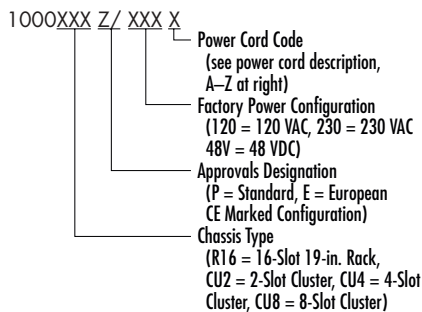 1000XXX Z/ XXX X
Power Cord Code
(see power cord description,
A–Z at right)
Factory Power Configuration
(120 = 120 VAC, 230 = 230 VAC
48V = 48 VDC)
Approvals Designation
(P = Standard, E = European
CE Marked Configuration)
Chassis Type
(R16 = 16-Slot 19-in. Rack,
CU2 = 2-Slot Cluster, CU4 = 4-Slot
Cluster, CU8 = 8-Slot Cluster)